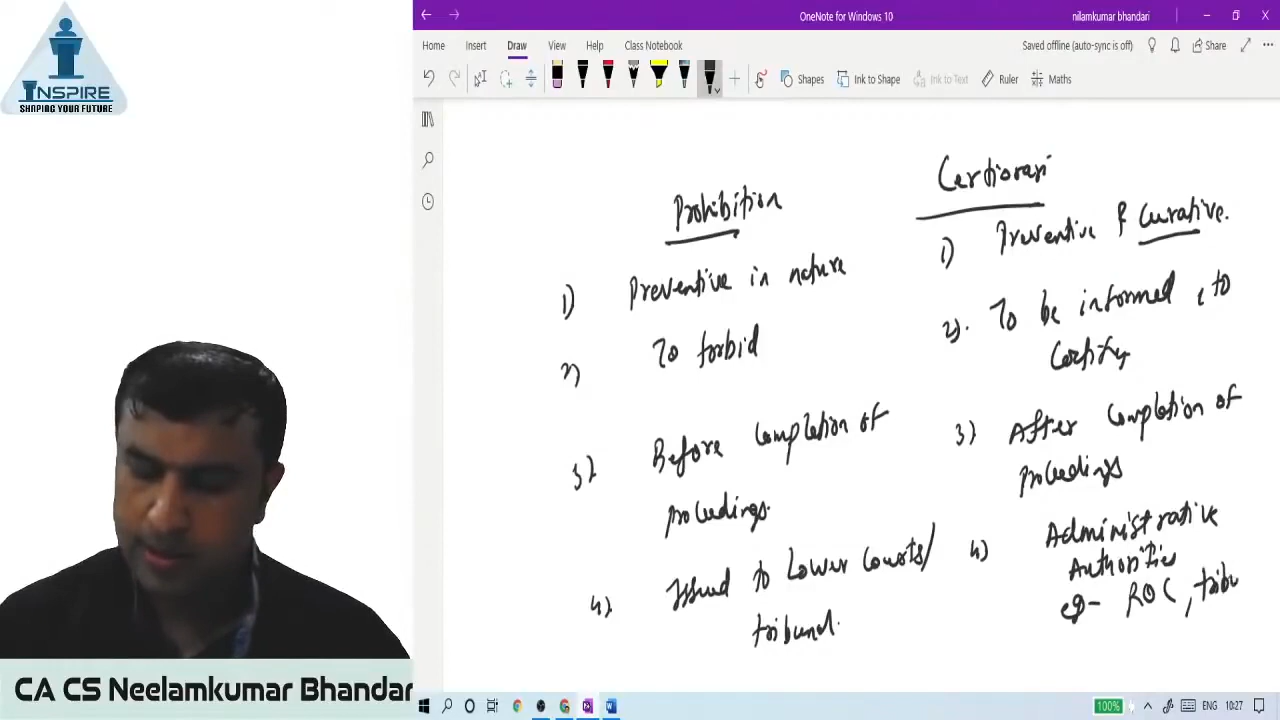 INSPIRE
SHAPING YOUR FUTURE
OneNote for Windows 10
nilamkumar bhandari
Home Insert Draw View Help Class Notebook
Saved offline (auto-sync is off)
Share
Shapes
Ink to Shape
Ink to Text
Ruler
Maths
Prohibition
1) Preventive in nature
2) To forbid
3) Before Completion of
proceedings.
4) Issued to Lower Courts/
tribunal.
Certiorari
1) Preventive & Curative.
2). To be informed & to
Certify
3) After Completion of
proceedings
4) Administrative
Authorities
eg- ROC, tribu
CA CS Neelamkumar Bhandar
100%
ENG
10:27